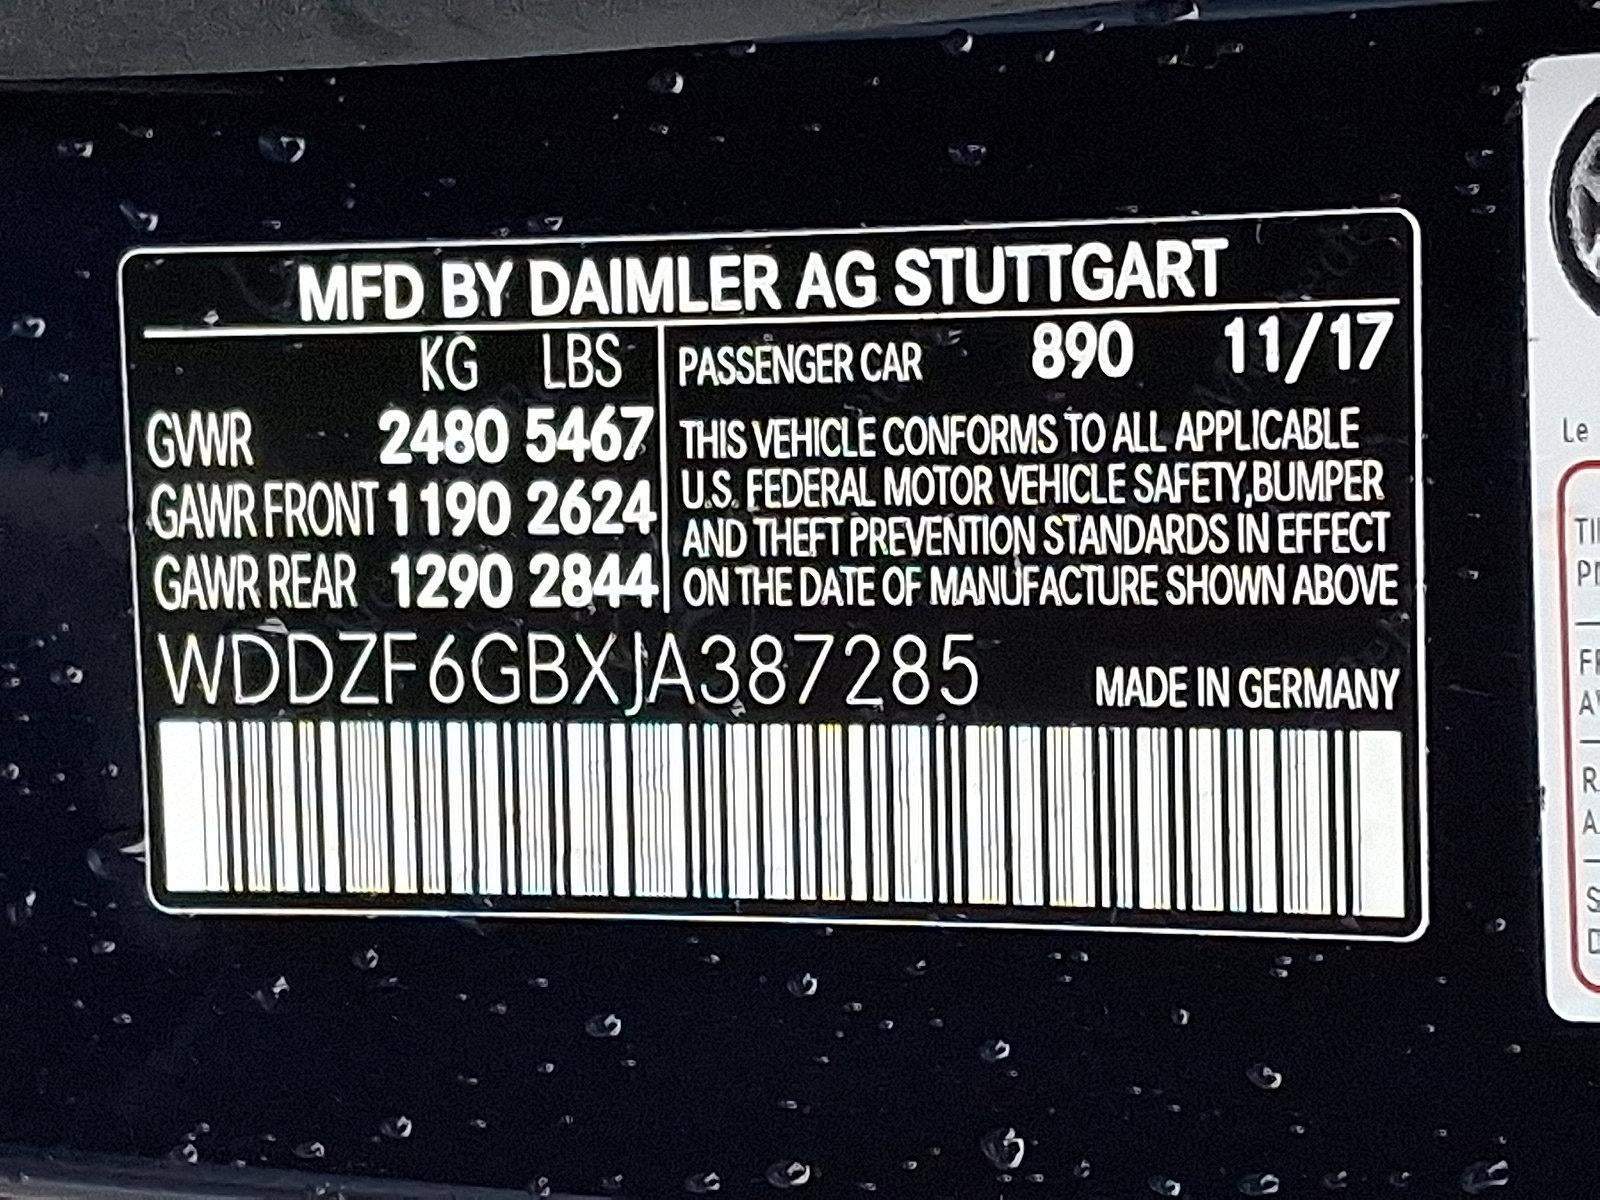 MFD BY DAIMLER AG STUTTGART
KG LBS
GVWR 2480 5467
GAWR FRONT 1190 2624
GAWR REAR 1290 2844
PASSENGER CAR 890 11/17
THIS VEHICLE CONFORMS TO ALL APPLICABLE
U.S. FEDERAL MOTOR VEHICLE SAFETY,BUMPER
AND THEFT PREVENTION STANDARDS IN EFFECT
ON THE DATE OF MANUFACTURE SHOWN ABOVE
WDDZF6GBXJA387285
MADE IN GERMANY
Le